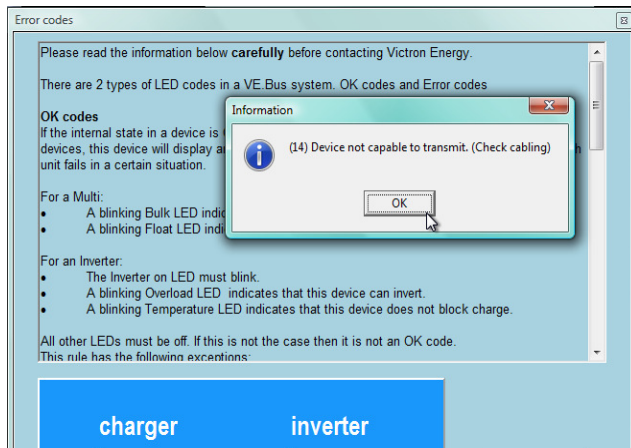 Error codes
Please read the information below carefully before contacting Victron Energy.
There are 2 types of LED codes in a VE.Bus system. OK codes and Error codes
OK codes
If the internal state in a device is
devices, this device will display
unit fails in a certain situation.
For a Multi:
• A blinking Bulk LED
• A blinking Float LED
Information
(14) Device not capable to transmit. (Check cabling)
OK
For an Inverter:
• The Inverter on LED must blink.
• A blinking Overload LED indicates that this device can invert.
• A blinking Temperature LED indicates that this device does not block charge.
All other LEDs must be off. If this is not the case then it is not an OK code.
This rule has the following exceptions:
charger inverter